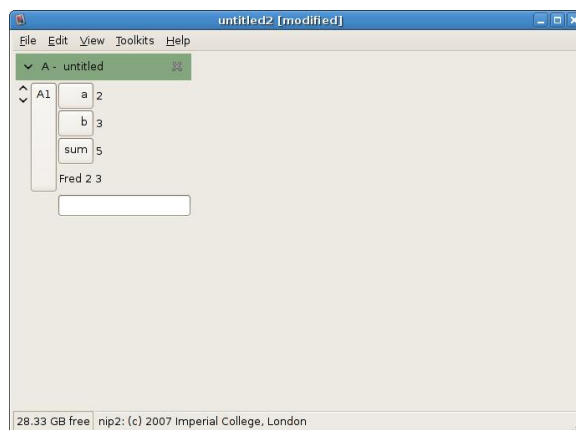 untitled2 [modified]
File Edit View Toolkits Help
A - untitled
A1
a 2
b 3
sum 5
Fred 2 3
28.33 GB free nip2: (c) 2007 Imperial College, London